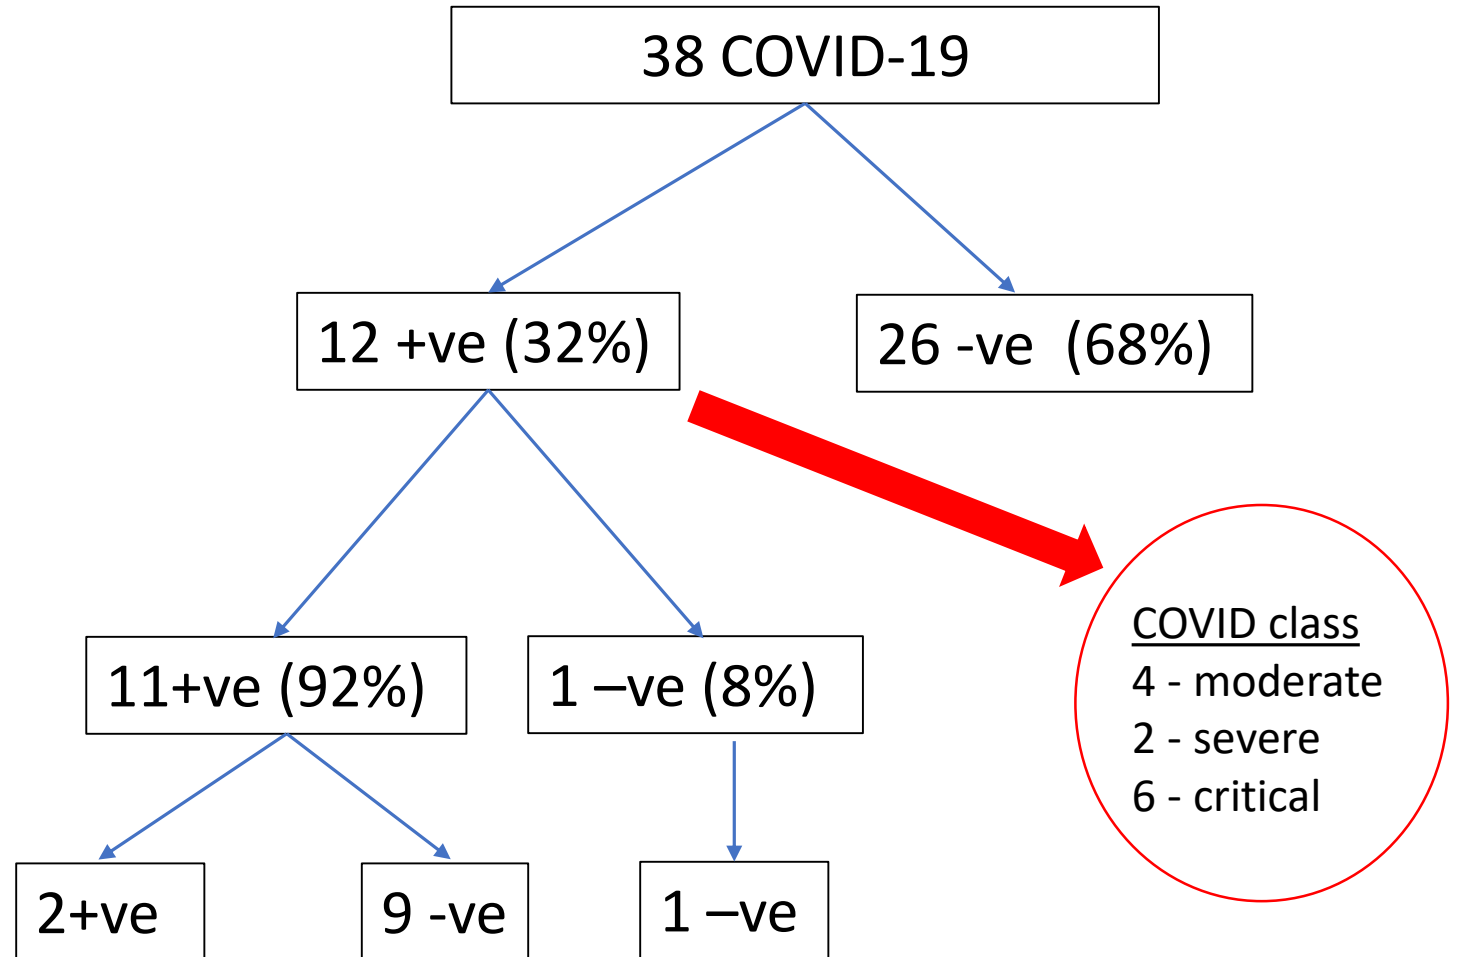 38 COVID-19
12 +ve (32%)
26 -ve  (68%)
11+ve (92%)
1 –ve (8%)
COVID class
4 - moderate
2 - severe
6 - critical
2+ve
9 -ve
1 –ve